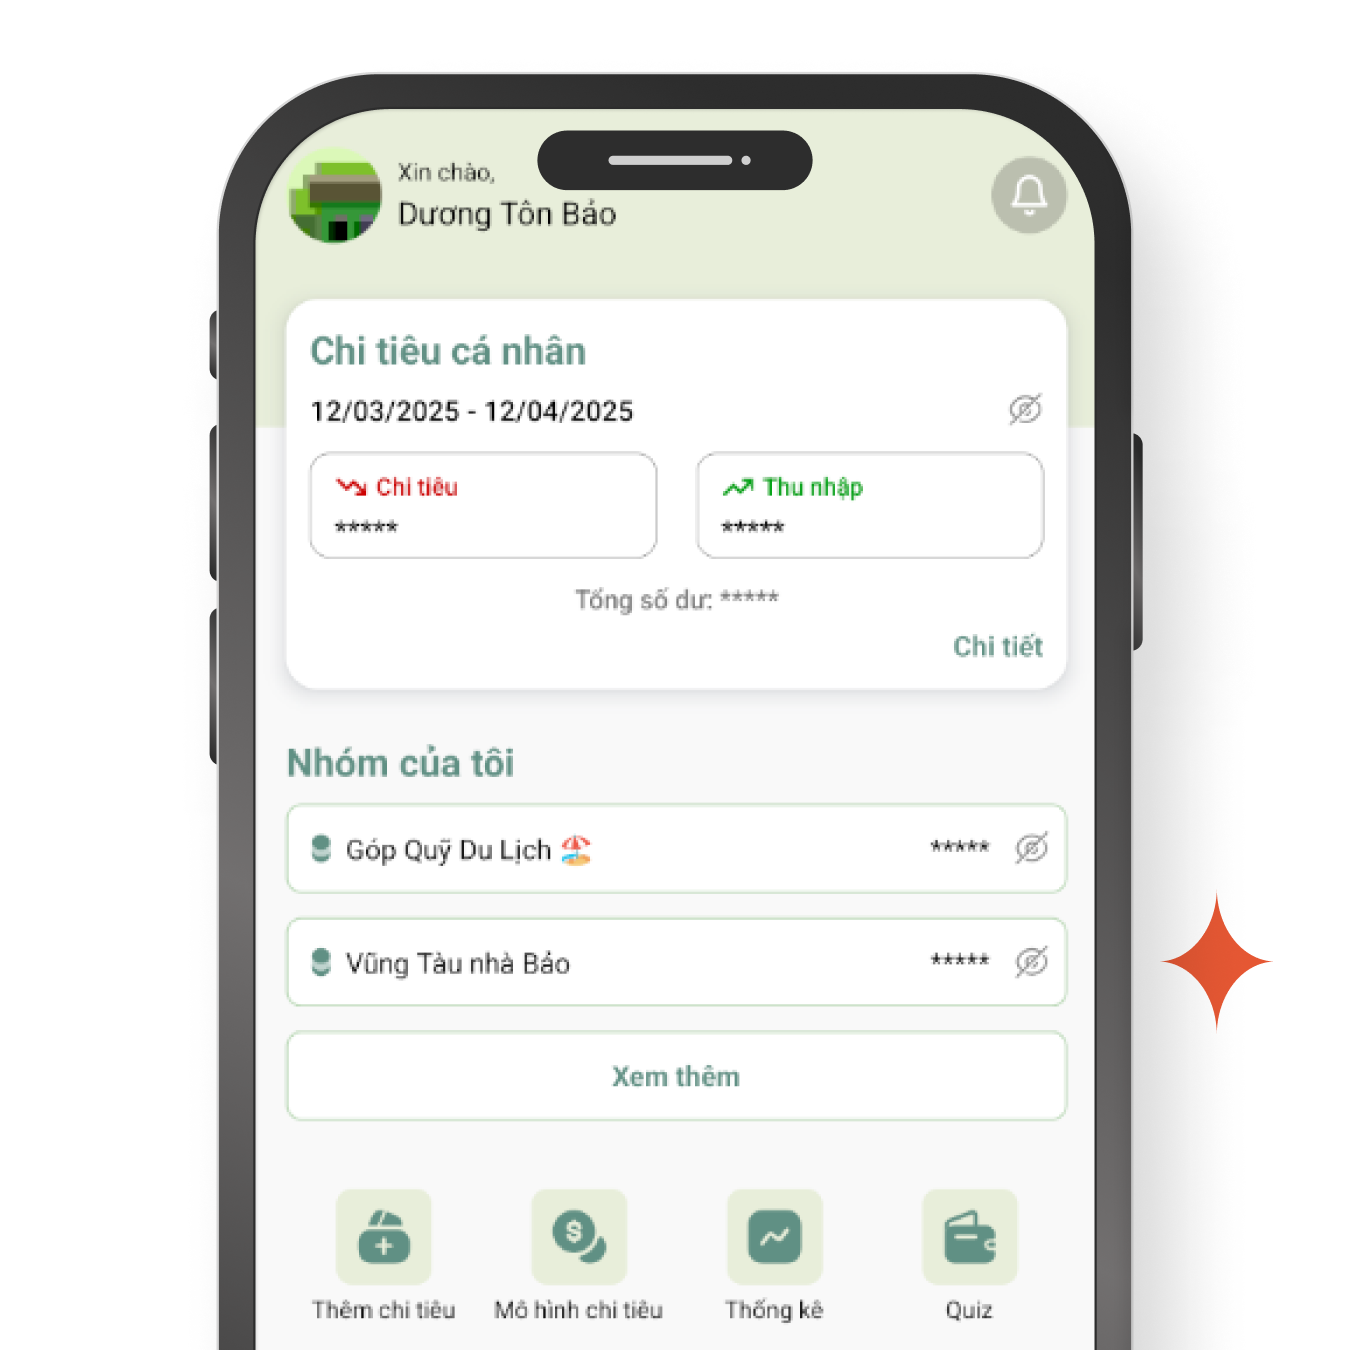 Xin chào,
Dương Tôn Bảo
Chi tiêu cá nhân
12/03/2025 - 12/04/2025
Chi tiêu
*****
Thu nhập
*****
Tổng số dư: *****
Chi tiết
Nhóm của tôi
Góp Quỹ Du Lịch 🏖️ *****
Vũng Tàu nhà Bảo *****
Xem thêm
Thêm chi tiêu
Mô hình chi tiêu
Thống kê
Quiz